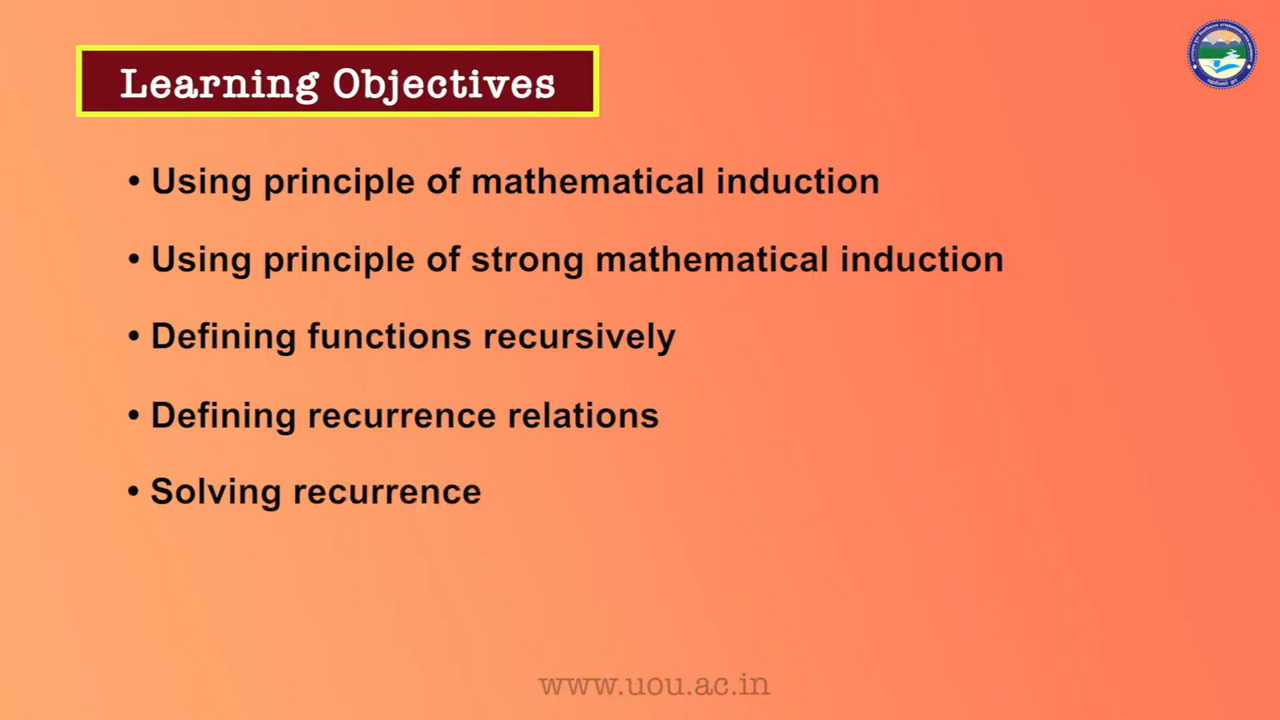 Learning Objectives
• Using principle of mathematical induction
• Using principle of strong mathematical induction
• Defining functions recursively
• Defining recurrence relations
• Solving recurrence
www.uou.ac.in